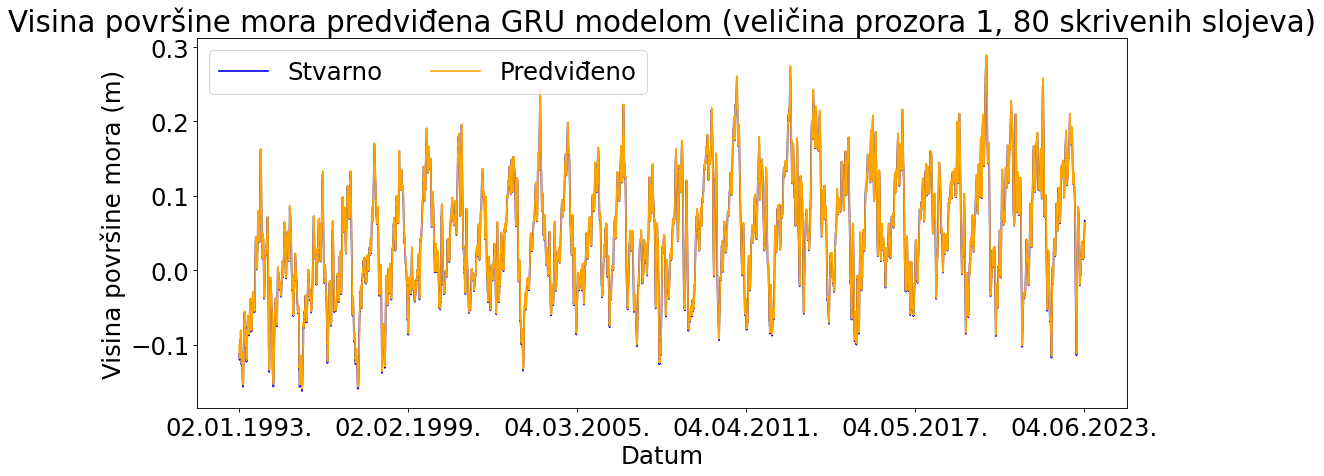 Visina površine mora predviđena GRU modelom (veličina prozora 1, 80 skrivenih slojeva)
Stvarno
Predviđeno
Visina površine mora (m)
0.3
0.2
0.1
0.0
−0.1
02.01.1993.
02.02.1999.
04.03.2005.
04.04.2011.
04.05.2017.
04.06.2023.
Datum